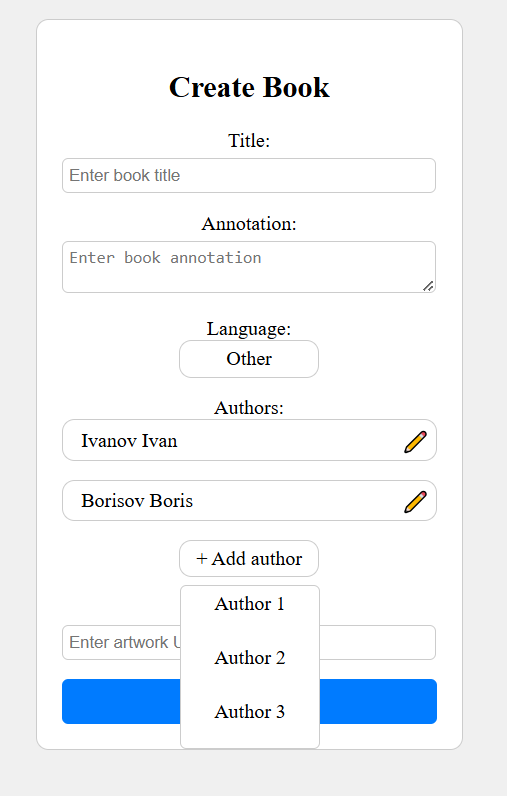 Create Book
Title:
Enter book title
Annotation:
Enter book annotation
Language:
Other
Authors:
Ivanov Ivan
Borisov Boris
+ Add author
Author 1
Enter artwork
Author 2
Author 3